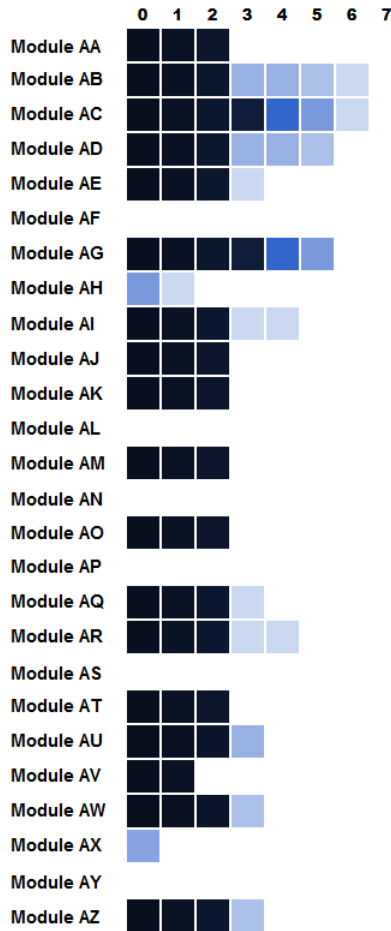 0 1 2 3 4 5 6 7
Module AA
Module AB
Module AC
Module AD
Module AE
Module AF
Module AG
Module AH
Module AI
Module AJ
Module AK
Module AL
Module AM
Module AN
Module AO
Module AP
Module AQ
Module AR
Module AS
Module AT
Module AU
Module AV
Module AW
Module AX
Module AY
Module AZ